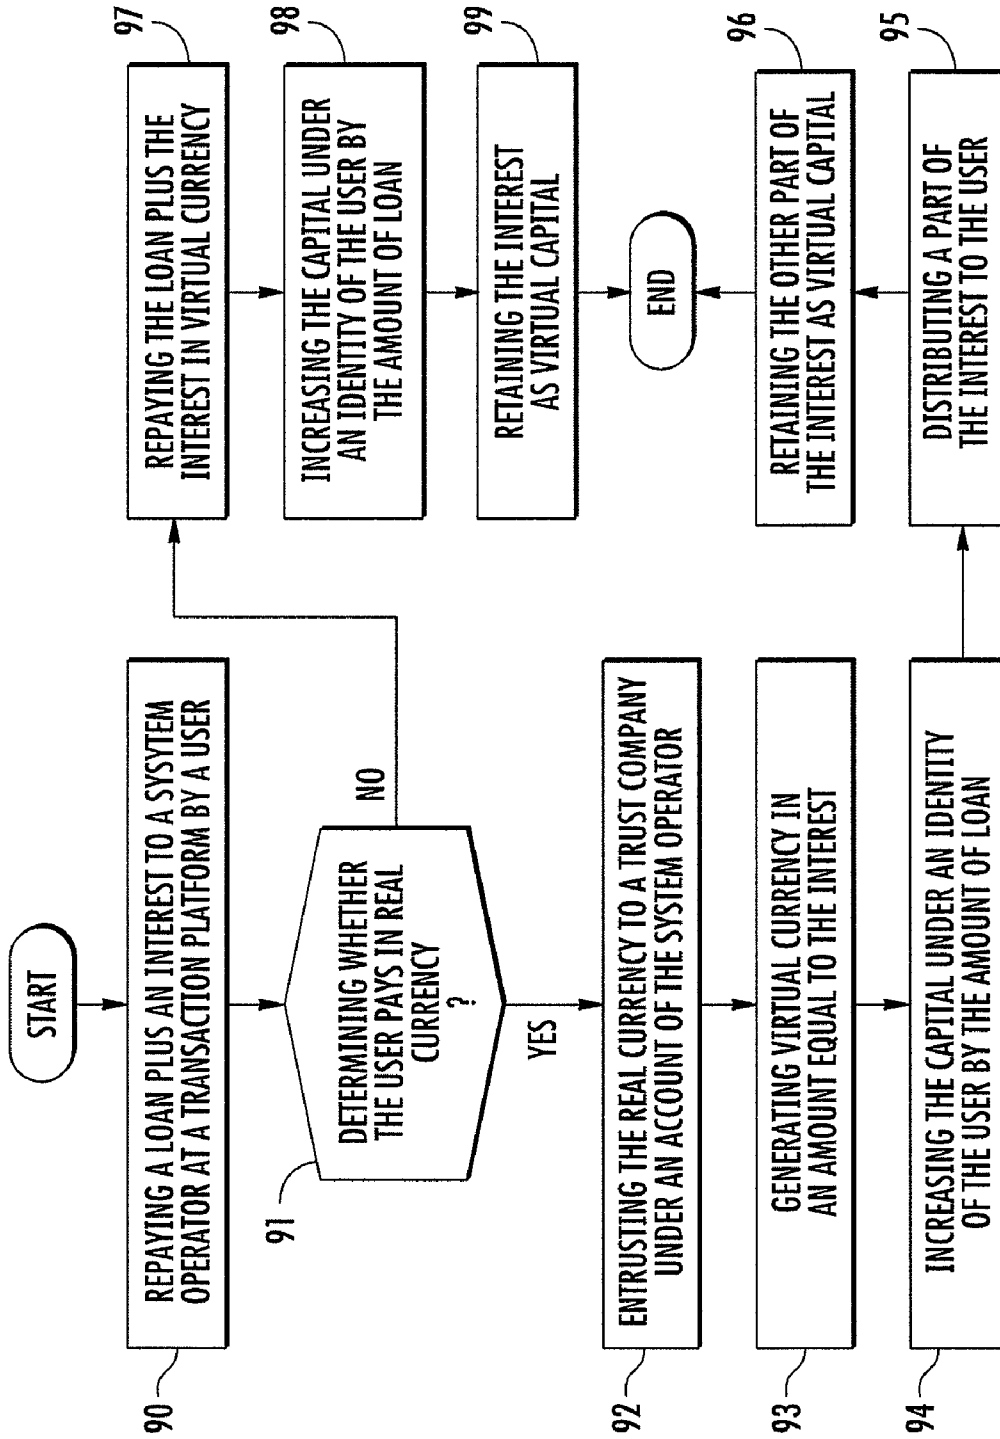 START
90
REPAYING A LOAN PLUS AN INTEREST TO A SYSYTEM
OPERATOR AT A TRANSACTION PLATFORM BY A USER
91
DETERMINING WHETHER
THE USER PAYS IN REAL
CURRENCY
?
NO
YES
92
ENTRUSTING THE REAL CURRENCY TO A TRUST COMPANY
UNDER AN ACCOUNT OF THE SYSTEM OPERATOR
93
GENERATING VIRTUAL CURRENCY IN
AN AMOUNT EQUAL TO THE INTEREST
94
INCREASING THE CAPITAL UNDER AN IDENTITY
OF THE USER BY THE AMOUNT OF LOAN
95
DISTRIBUTING A PART OF
THE INTEREST TO THE USER
96
RETAINING THE OTHER PART OF
THE INTEREST AS VIRTUAL CAPITAL
97
REPAYING THE LOAN PLUS THE
INTEREST IN VIRTUAL CURRENCY
98
INCREASING THE CAPITAL UNDER
AN IDENTITY OF THE USER BY
THE AMOUNT OF LOAN
99
RETAINING THE INTEREST
AS VIRTUAL CAPITAL
END